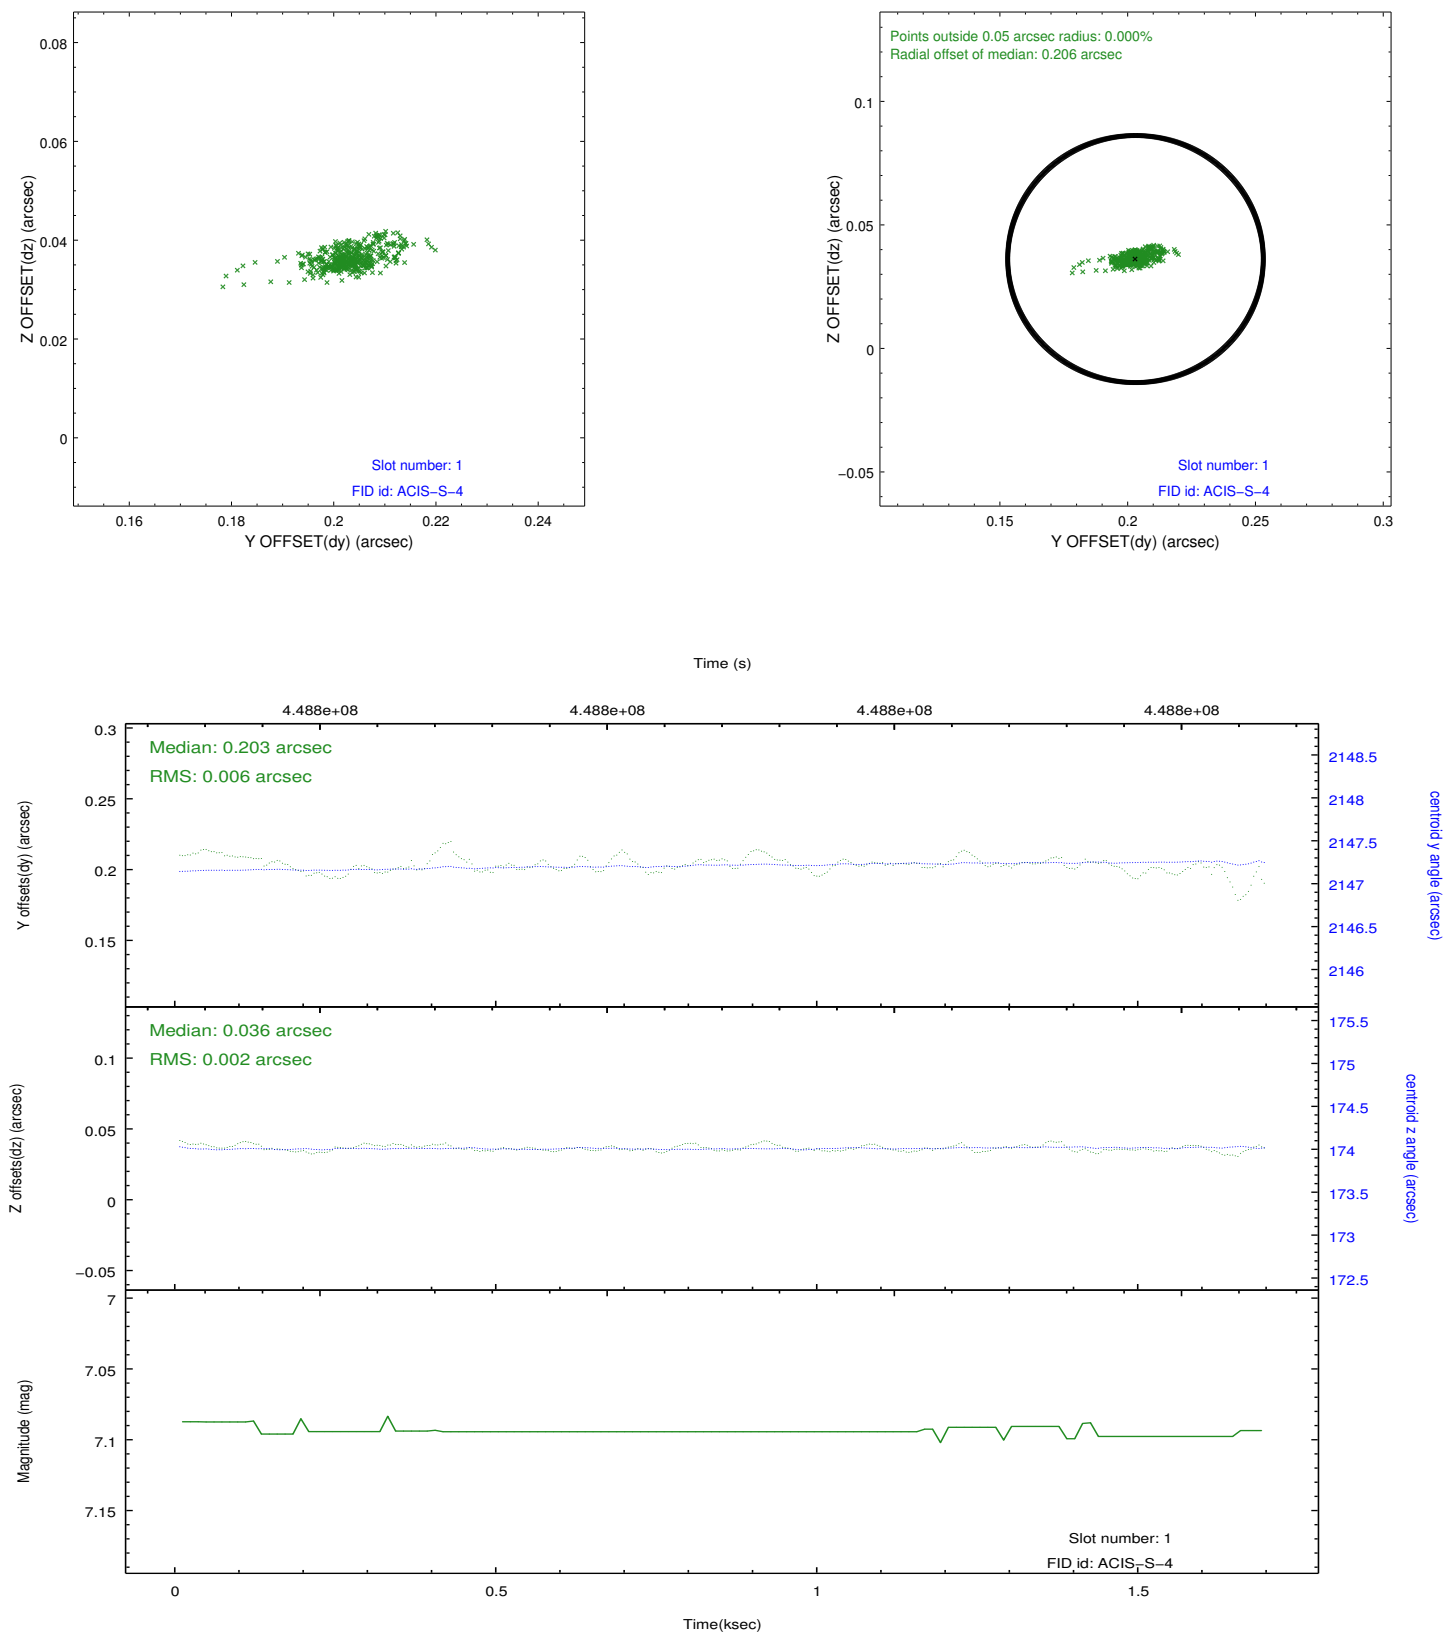 0.08
0.06
0.04
0.02
0
Z OFFSET(dz) (arcsec)
Slot number: 1
FID id: ACIS−S−4
0.16 0.18 0.2 0.22 0.24
Y OFFSET(dy) (arcsec)
Points outside 0.05 arcsec radius: 0.000%
Radial offset of median: 0.206 arcsec
0.1
0.05
0
−0.05
Z OFFSET(dz) (arcsec)
Slot number: 1
FID id: ACIS−S−4
0.15 0.2 0.25 0.3
Y OFFSET(dy) (arcsec)
Time (s)
4.488e+08 4.488e+08 4.488e+08 4.488e+08
Median: 0.203 arcsec
RMS: 0.006 arcsec
0.3
0.25
0.2
0.15
Y offsets(dy) (arcsec)
2148.5
2148
2147.5
2147
2146.5
2146
centroid y angle (arcsec)
Median: 0.036 arcsec
RMS: 0.002 arcsec
0.1
0.05
0
−0.05
Z offsets(dz) (arcsec)
175.5
175
174.5
174
173.5
173
172.5
centroid z angle (arcsec)
7
7.05
7.1
7.15
Magnitude (mag)
Slot number: 1
FID id: ACIS−S−4
0 0.5 1 1.5
Time(ksec)